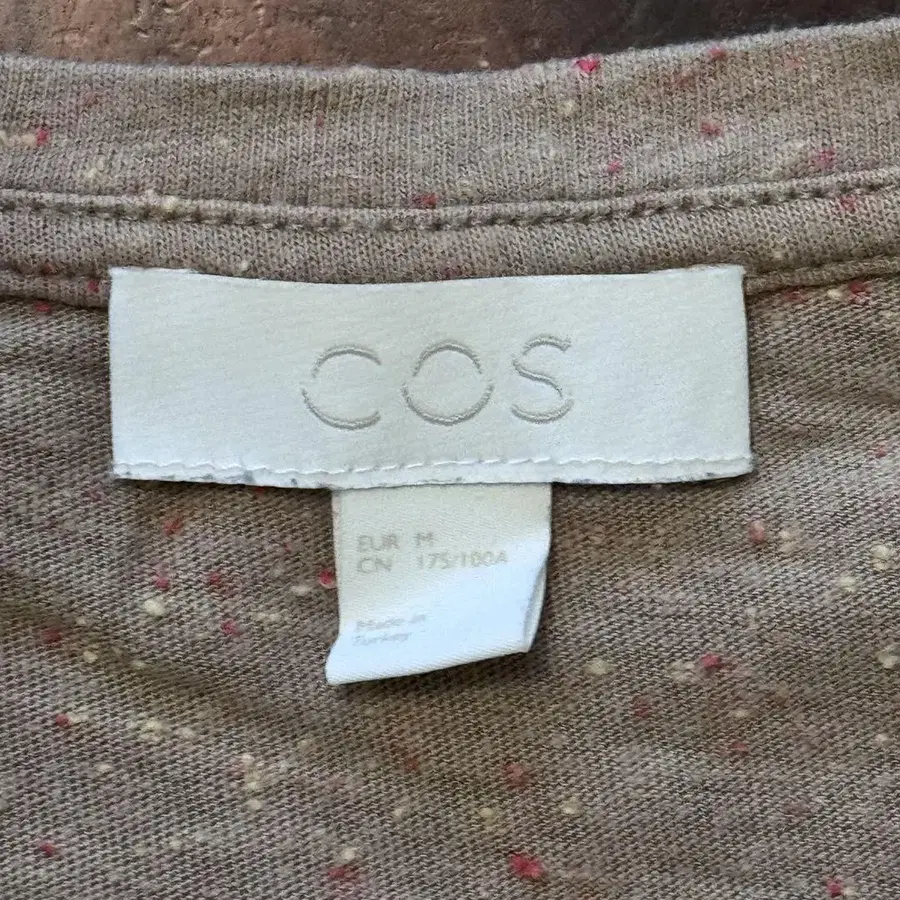 COS
EUR M
CN 175/100A
Made in
Turkey